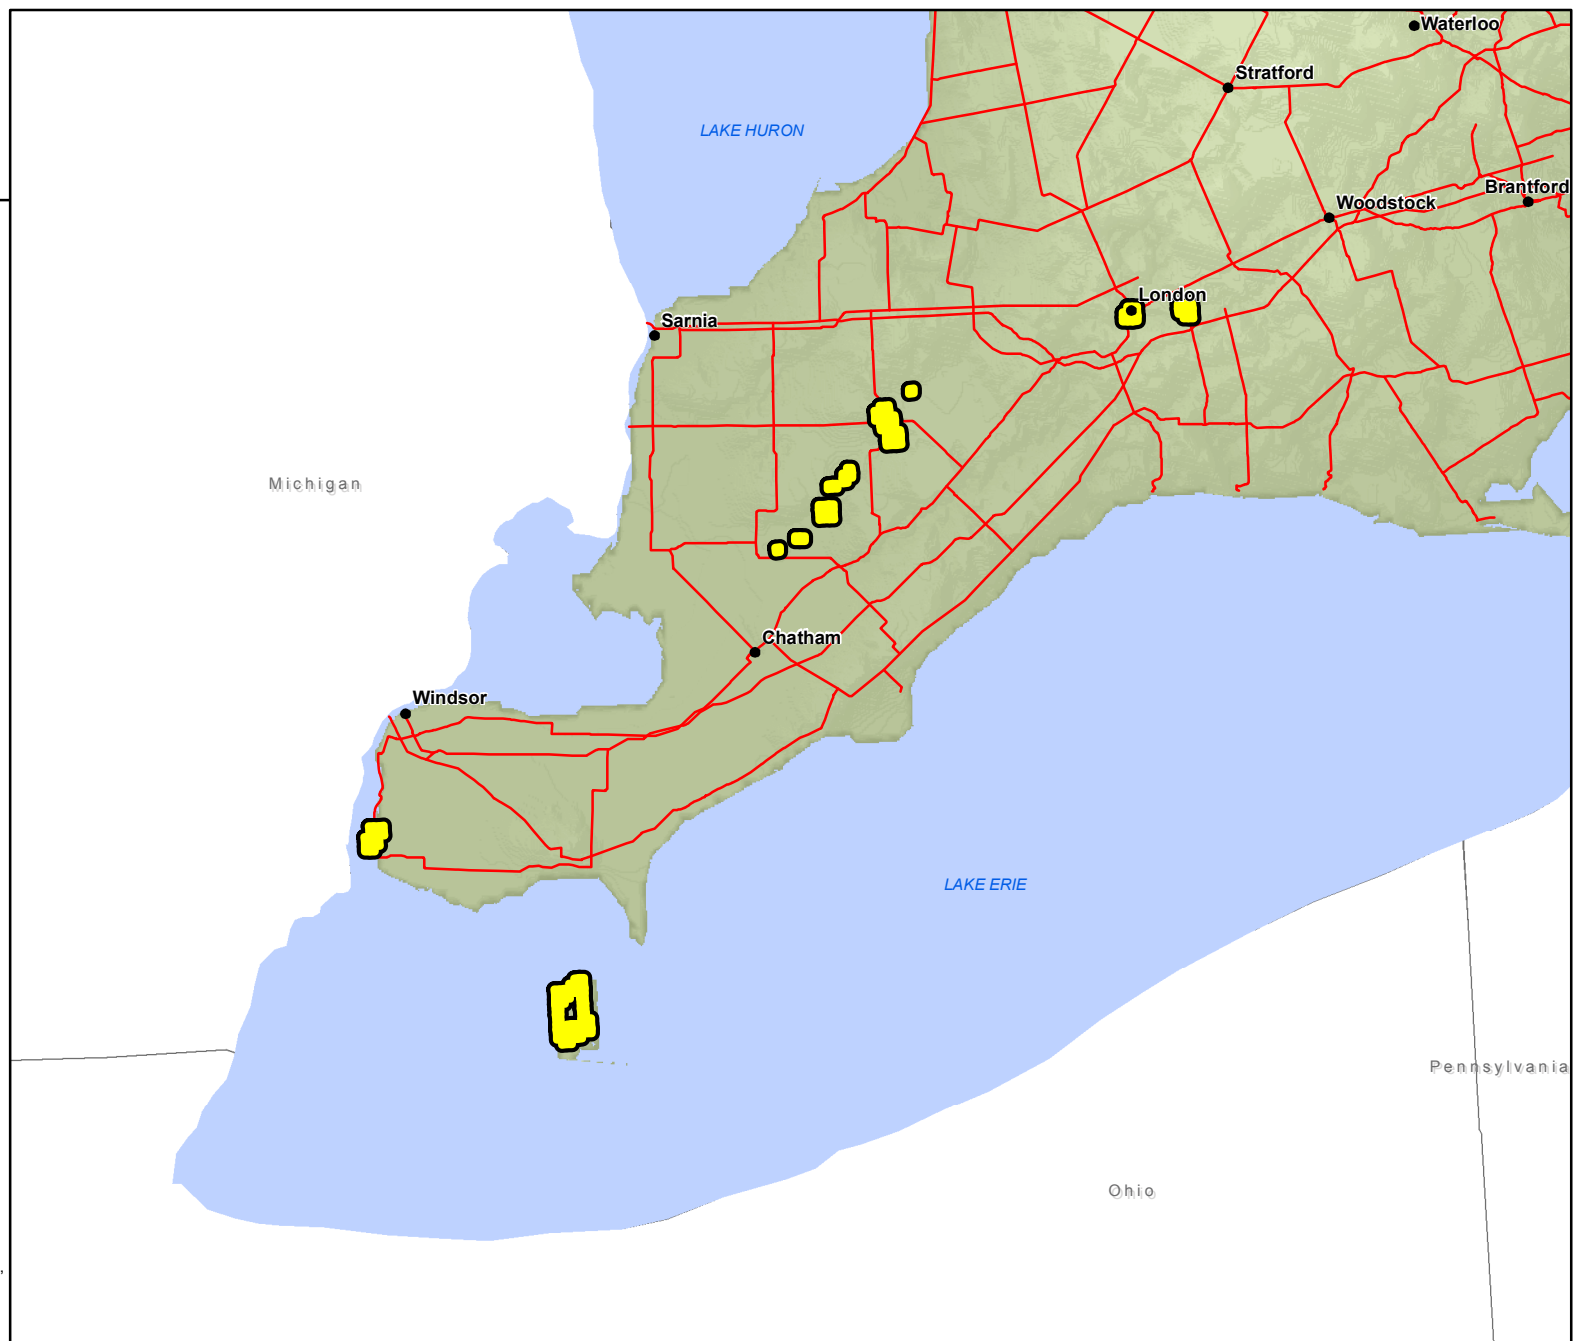 Waterloo
Stratford
LAKE HURON
Brantford
Woodstock
London
Sarnia
Michigan
Chatham
Windsor
LAKE ERIE
Pennsylvania
Ohio
,